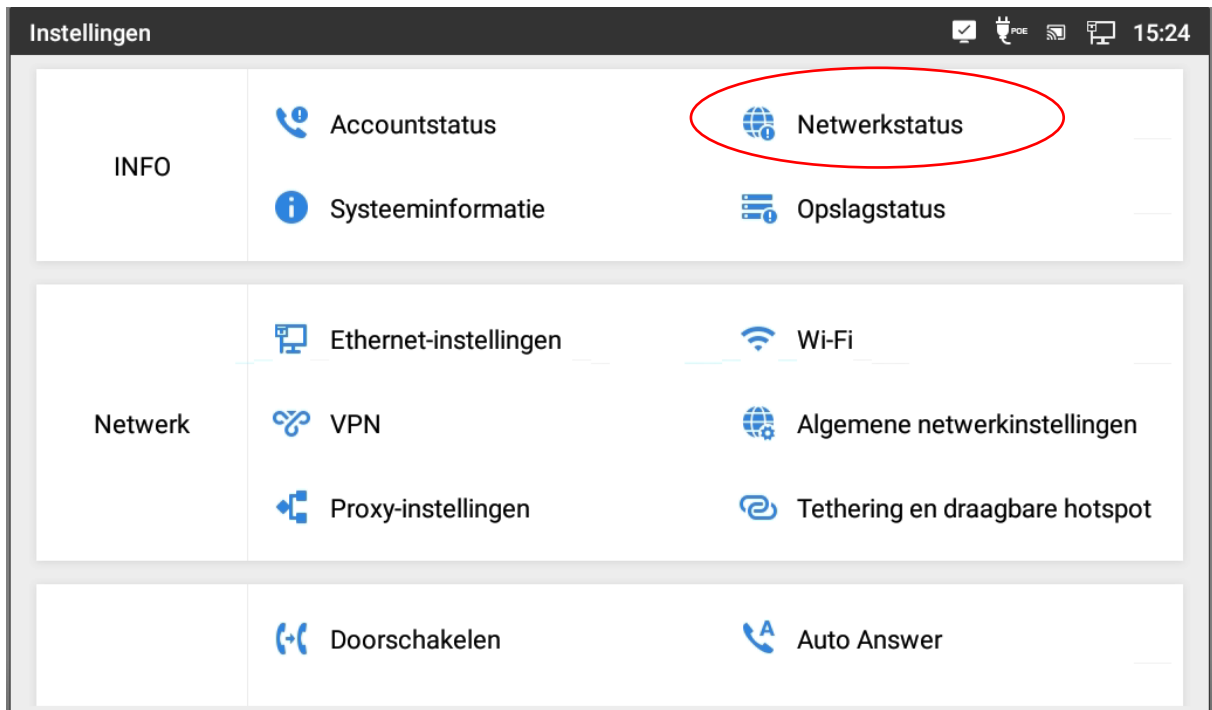 Instellingen
POE
15:24
INFO
Accountstatus
Netwerkstatus
Systeeminformatie
Opslagstatus
Netwerk
Ethernet-instellingen
Wi-Fi
VPN
Algemene netwerkinstellingen
Proxy-instellingen
Tethering en draagbare hotspot
Doorschakelen
A
Auto Answer